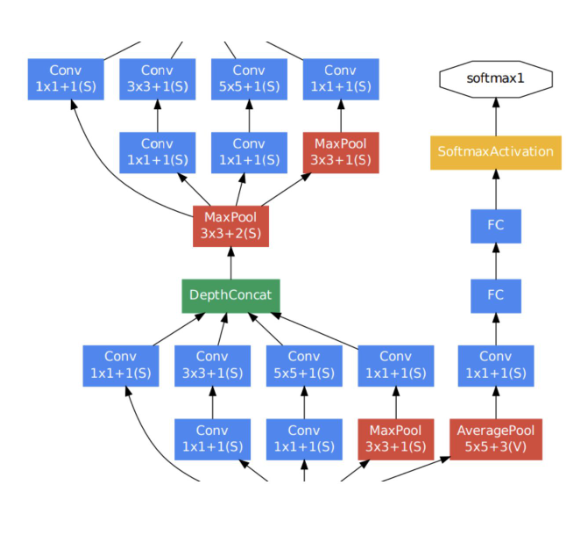 Conv
1x1+1(S)
Conv
3x3+1(S)
Conv
5x5+1(S)
Conv
1x1+1(S)
softmax1
Conv
1x1+1(S)
Conv
1x1+1(S)
MaxPool
3x3+1(S)
SoftmaxActivation
MaxPool
3x3+2(S)
FC
DepthConcat
FC
Conv
1x1+1(S)
Conv
3x3+1(S)
Conv
5x5+1(S)
Conv
1x1+1(S)
Conv
1x1+1(S)
Conv
1x1+1(S)
Conv
1x1+1(S)
MaxPool
3x3+1(S)
AveragePool
5x5+3(V)